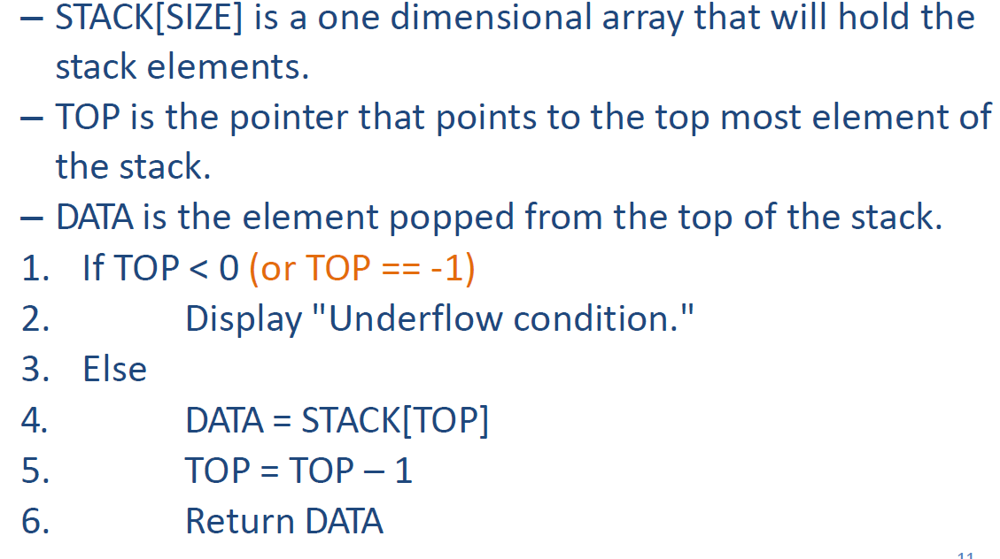 – STACK[SIZE] is a one dimensional array that will hold the
stack elements.
– TOP is the pointer that points to the top most element of
the stack.
– DATA is the element popped from the top of the stack.
1. If TOP < 0 (or TOP == -1)
2. Display "Underflow condition."
3. Else
4. DATA = STACK[TOP]
5. TOP = TOP – 1
6. Return DATA
11